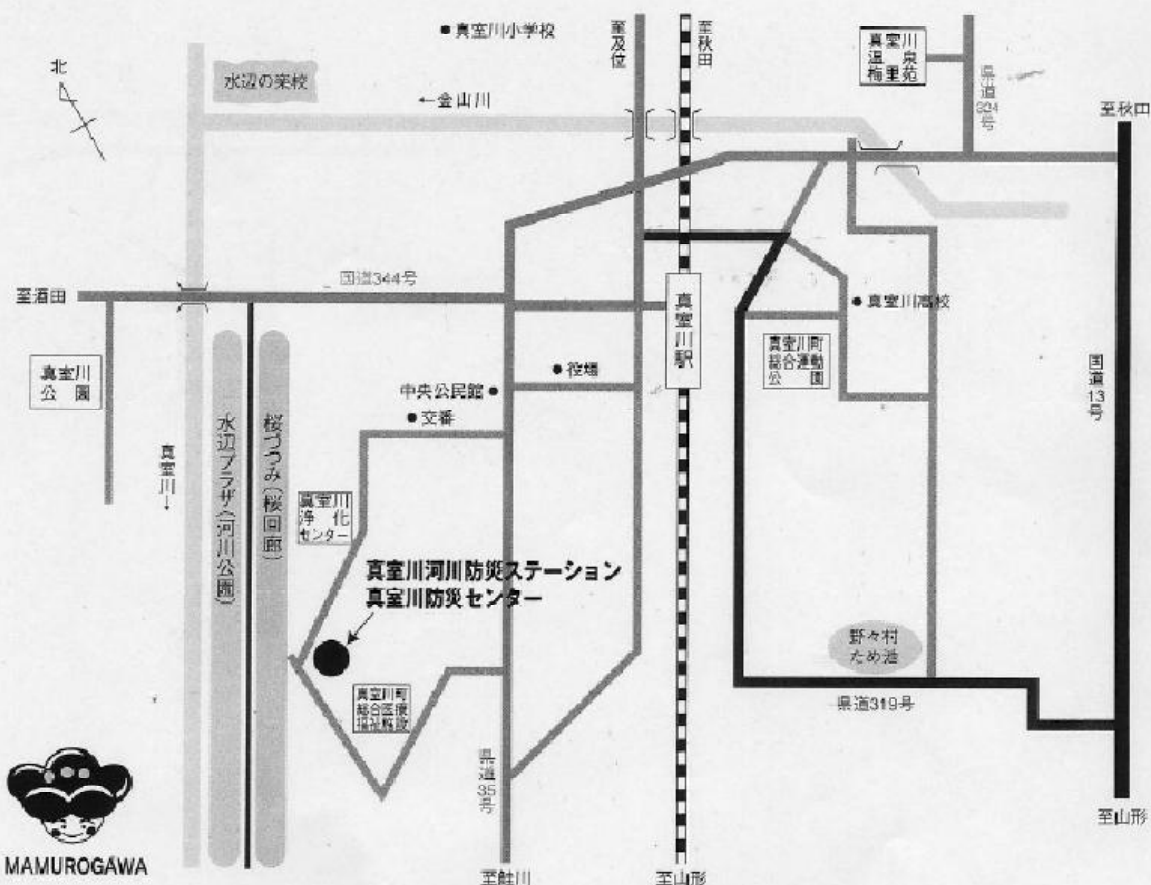 真室川小学校
至及位
至秋田
真室川
温泉
梅里苑
北
水辺の楽校
←金山川
県道
334
号
至秋田
国道344号
至酒田
真室川駅
真室川高校
真室川町
総合運動
公園
役場
真室川
公園
中央公民館
交番
国道
13
号
真室川→
水辺プラザ(河川公園)
桜づつみ(桜回廊)
真室川
浄化
センター
真室川河川防災ステーション
真室川防災センター
野々村
ため池
真室川町
総合医療
福祉施設
県道319号
県道
35
号
至山形
MAMUROGAWA
至鮭川
至山形